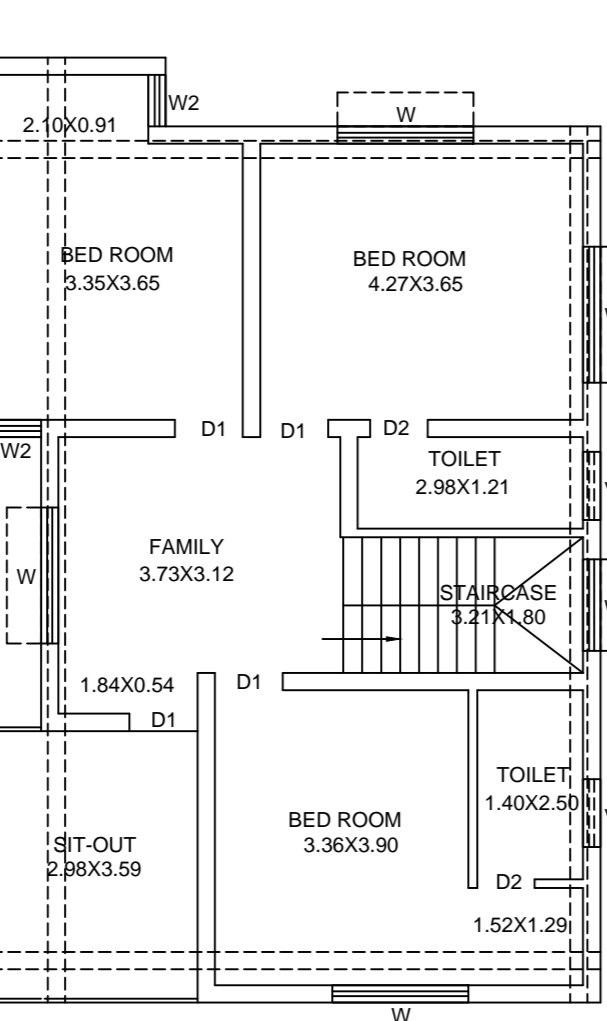 W2
W
2.10X0.91
BED ROOM
3.35X3.65
BED ROOM
4.27X3.65
D1
D1
D2
W2
TOILET
2.98X1.21
FAMILY
3.73X3.12
W
STAIRCASE
3.21X1.80
1.84X0.54
D1
D1
TOILET
1.40X2.50
BED ROOM
3.36X3.90
SIT-OUT
2.98X3.59
D2
1.52X1.29
W